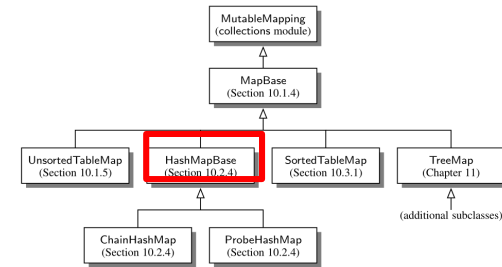 MutableMapping
(collections module)
MapBase
(Section 10.1.4)
UnsortedTableMap
(Section 10.1.5)
HashMapBase
(Section 10.2.4)
SortedTableMap
(Section 10.3.1)
TreeMap
(Chapter 11)
(additional subclasses)
ChainHashMap
(Section 10.2.4)
ProbeHashMap
(Section 10.2.4)